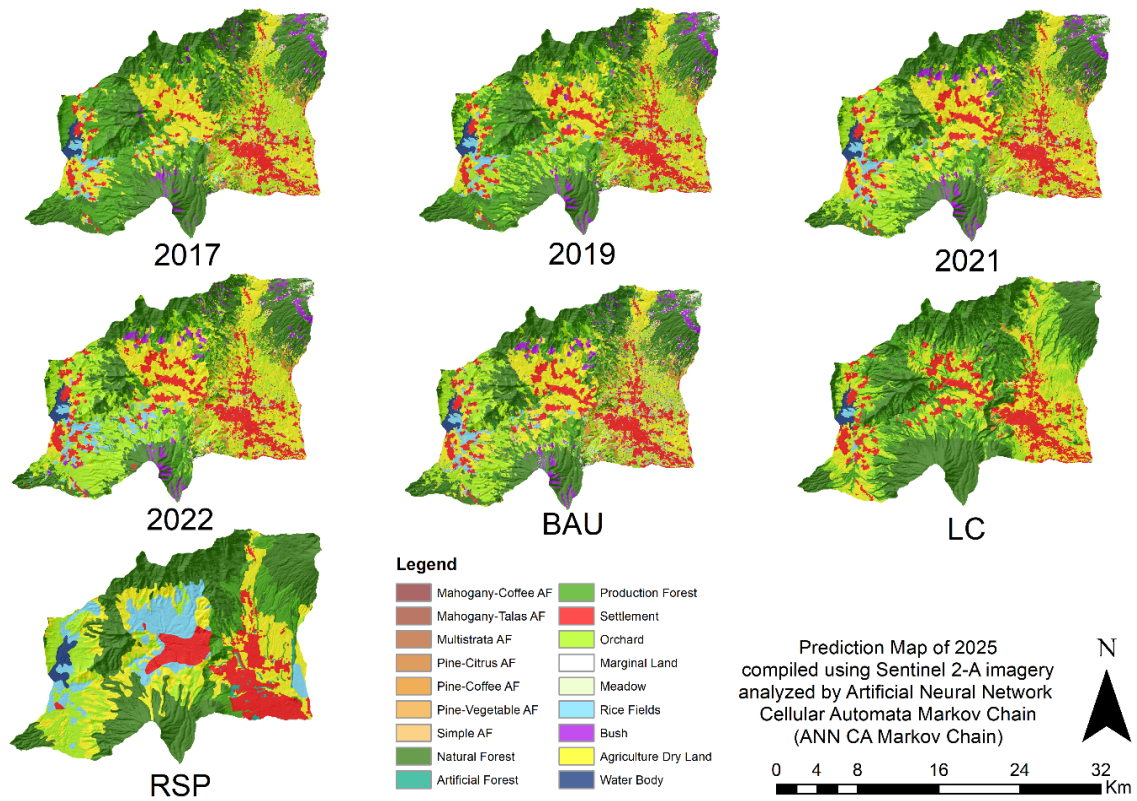 2017
2019
2021
2022
BAU
LC
RSP
Legend
Mahogany-Coffee AF
Mahogany-Talas AF
Multistrata AF
Pine-Citrus AF
Pine-Coffee AF
Pine-Vegetable AF
Simple AF
Natural Forest
Artificial Forest
Production Forest
Settlement
Orchard
Marginal Land
Meadow
Rice Fields
Bush
Agriculture Dry Land
Water Body
Prediction Map of 2025
compiled using Sentinel 2-A imagery
analyzed by Artificial Neural Network
Cellular Automata Markov Chain
(ANN CA Markov Chain)
N
0 2 4 8 16 24 32
Km